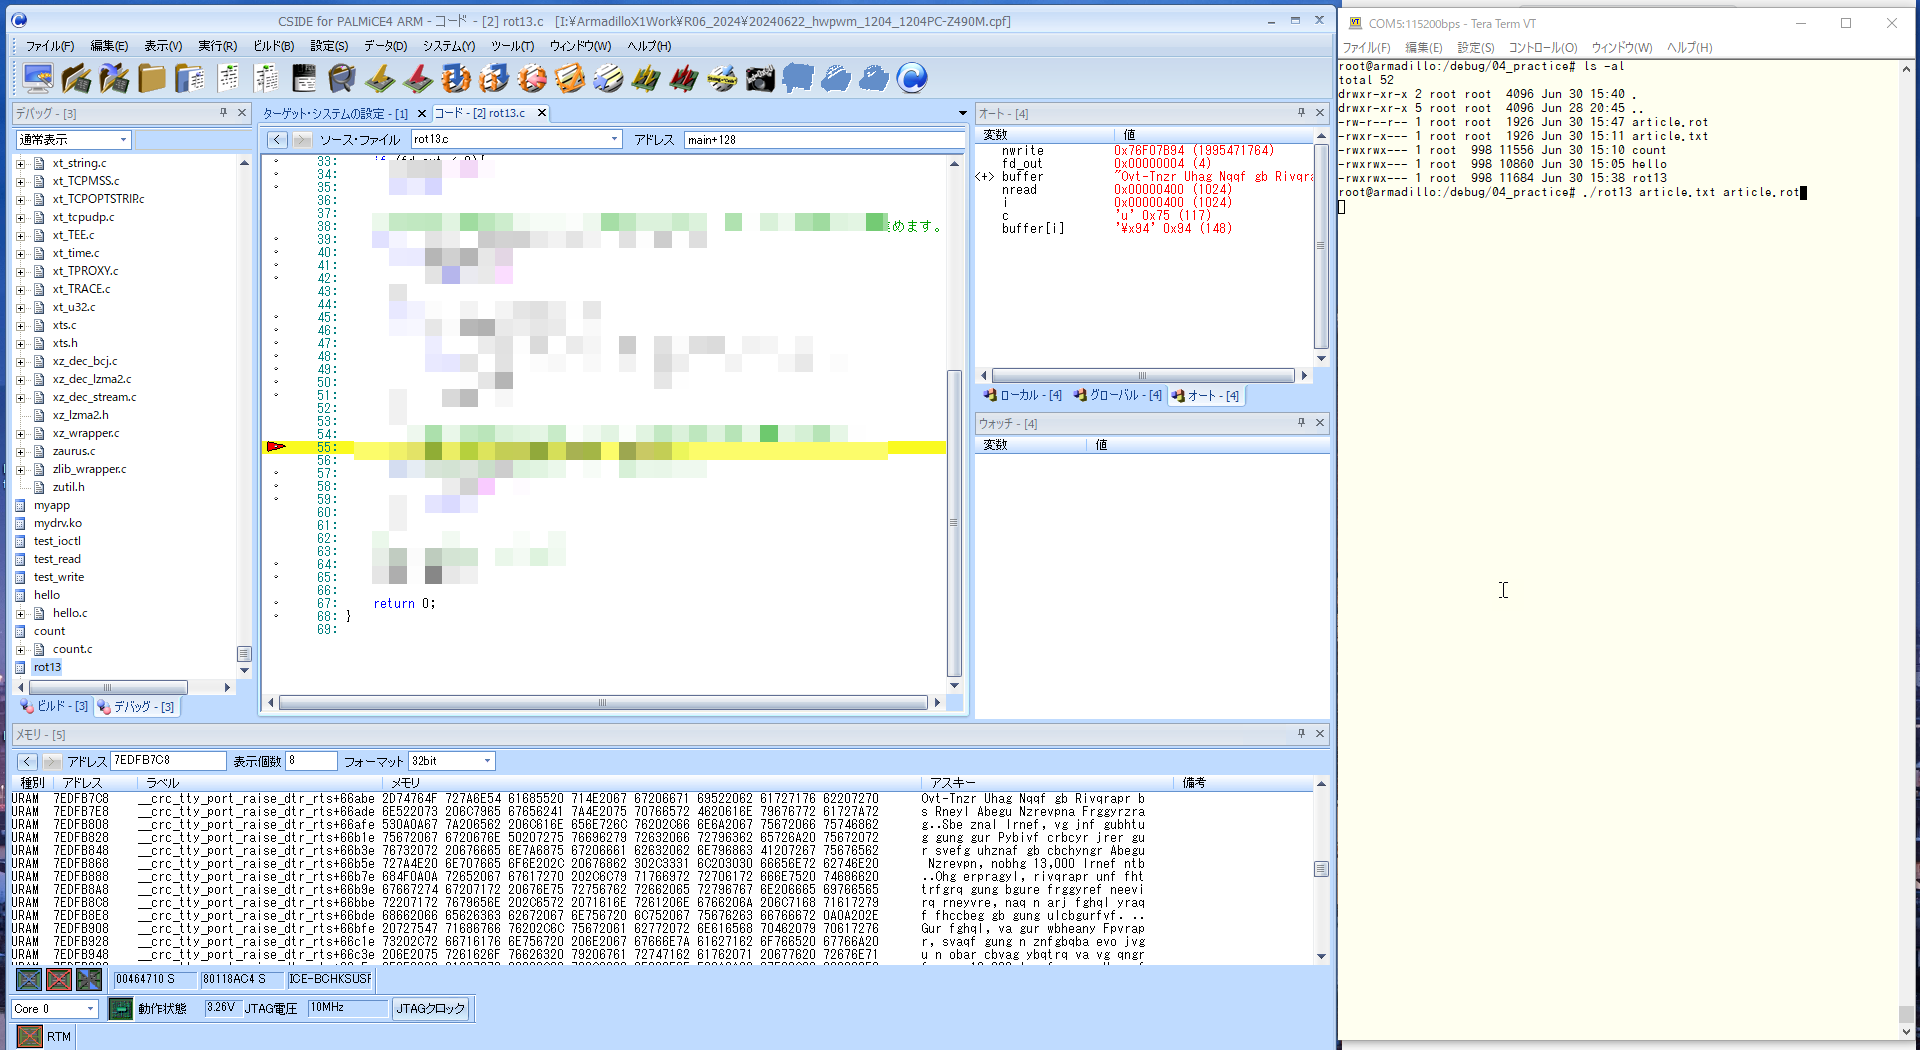 CSIDE for PALMiCE4 ARM - コード - [2] rot13.c   [I:¥ArmadilloX1Work¥R06_2024¥20240622_hwpwm_1204_1204PC-Z490M.cpf]
ファイル(F) 編集(E) 表示(V) 実行(R) ビルド(B) 設定(S) データ(D) システム(Y) ツール(T) ウィンドウ(W) ヘルプ(H)
デバッグ - [3]
通常表示
xt_string.c
xt_TCPMSS.c
xt_TCPOPTSTRIP.c
xt_tcpudp.c
xt_TEE.c
xt_time.c
xt_TPROXY.c
xt_TRACE.c
xt_u32.c
xts.c
xts.h
xz_dec_bcj.c
xz_dec_lzma2.c
xz_dec_stream.c
xz_lzma2.h
xz_wrapper.c
zaurus.c
zlib_wrapper.c
zutil.h
myapp
mydrv.ko
test_ioctl
test_read
test_write
hello
hello.c
count
count.c
rot13
ビルド - [3] デバッグ - [3]
ターゲット・システムの設定 - [1] コード - [2] rot13.c
ソース・ファイル rot13.c アドレス main+128
33:
34:
35:
36:
37:
38: めます。
39:
40:
41:
42:
43:
44:
45:
46:
47:
48:
49:
50:
51:
52:
53:
54:
55:
56:
57:
58:
59:
60:
61:
62:
63:
64:
65:
66:
67: return 0;
68: }
69:
オート - [4]
変数 値
nwrite 0x76F07B94 (1995471764)
fd_out 0x00000004 (4)
<+> buffer "Ovt-Tnzr Uhag Nqqf gb Rivqra
nread 0x00000400 (1024)
i 0x00000400 (1024)
c 'u' 0x75 (117)
buffer[i] '¥x94' 0x94 (148)
ローカル - [4] グローバル - [4] オート - [4]
ウォッチ - [4]
変数 値
メモリ - [5]
アドレス 7EDFB7C8 表示個数 8 フォーマット 32bit
種別 アドレス ラベル メモリ アスキー 備考
URAM 7EDFB7C8 __crc_tty_port_raise_dtr_rts+66abe 2D74764F 727A6E54 61685520 714E2067 67206671 69522062 61727176 62207270 Ovt-Tnzr Uhag Nqqf gb Rivqrapr b
URAM 7EDFB7E8 __crc_tty_port_raise_dtr_rts+66ade 6E522073 206C7965 67656241 7A4E2075 70766572 4620616E 79676772 61727A72 s Rneyl Abegu Nzrevpna Frggyrzra
URAM 7EDFB808 __crc_tty_port_raise_dtr_rts+66afe 530A0A67 7A206562 206C616E 656E726C 76202C66 6E6A2067 75672066 75746862 g..Sbe znal lrnef, vg jnf gubhtu
URAM 7EDFB828 __crc_tty_port_raise_dtr_rts+66b1e 75672067 6720676E 50207275 76696279 72632066 72796362 65726A20 75672072 g gung gur Pybivf crbcyr jrer gu
URAM 7EDFB848 __crc_tty_port_raise_dtr_rts+66b3e 76732072 20676665 6E7A6875 67206661 62632062 6E796863 41207267 75676562 r svefg uhznaf gb cbchyngr Abegu
URAM 7EDFB868 __crc_tty_port_raise_dtr_rts+66b5e 727A4E20 6E707665 6F6E202C 20676862 302C3331 6C203030 66656E72 62746E20 Nzrevpn, nobhg 13,000 lrnef ntb
URAM 7EDFB888 __crc_tty_port_raise_dtr_rts+66b7e 684F0A0A 72652067 67617270 202C6C79 71766972 72706172 666E7520 74686620 ..Ohg erpragyl, rivqrapr unf fht
URAM 7EDFB8A8 __crc_tty_port_raise_dtr_rts+66b9e 67667274 67207172 20676E75 72756762 72662065 72796767 6E206665 69766565 trfgrq gung bgure frggyref neevi
URAM 7EDFB8C8 __crc_tty_port_raise_dtr_rts+66bbe 72207172 7679656E 202C6572 2071616E 7261206E 6766206A 206C7168 71617279 rq rneyvre, naq n arj fghql yraq
URAM 7EDFB8E8 __crc_tty_port_raise_dtr_rts+66bde 68662066 65626363 62672067 6E756720 6C752067 75676263 66766672 0A0A202E f fhccbeg gb gung ulcbgurfvf. ..
URAM 7EDFB908 __crc_tty_port_raise_dtr_rts+66bfe 20727547 71686766 76202C6C 75672061 62772072 6E616568 70462079 70617276 Gur fghql, va gur wbheany Fpvrap
URAM 7EDFB928 __crc_tty_port_raise_dtr_rts+66c1e 73202C72 66716176 6E756720 206E2067 67666E7A 61627162 6F766520 67766A20 r, svaqf gung n znfgbqba evo jvg
URAM 7EDFB948 __crc_tty_port_raise_dtr_rts+66c3e 206E2075 7261626F 76626320 79206761 72747162 61762071 20677620 72676E71 u n obar cbvag ybqtrq va vg qngr
00464710 S 80118AC4 S ICE-BCHKSUSF
Core 0 動作状態 3.26V JTAG電圧 10MHz JTAGクロック
RTM
COM5:115200bps - Tera Term VT
ファイル(F) 編集(E) 設定(S) コントロール(O) ウィンドウ(W) ヘルプ(H)
root@armadillo:/debug/04_practice# ls -al
total 52
drwxr-xr-x 2 root root  4096 Jun 30 15:40 .
drwxr-xr-x 5 root root  4096 Jun 28 20:45 ..
-rw-r--r-- 1 root root  1926 Jun 30 15:47 article.rot
-rwxr-xr-x 1 root root  1926 Jun 30 15:11 article.txt
-rwxrwx--- 1 root  998 11556 Jun 30 15:10 count
-rwxrwx--- 1 root  998 10860 Jun 30 15:05 hello
-rwxrwx--- 1 root  998 11684 Jun 30 15:38 rot13
root@armadillo:/debug/04_practice# ./rot13 article.txt article.rot